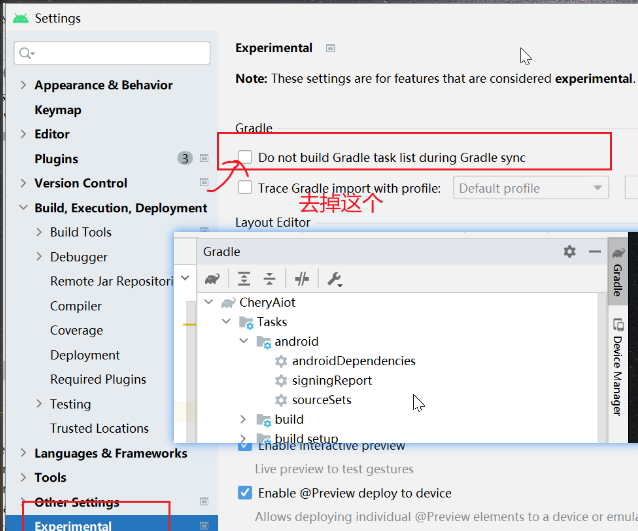 Settings
Appearance & Behavior
Keymap
Editor
Plugins
3
Version Control
Build, Execution, Deployment
Build Tools
Debugger
Remote Jar Repositori
Compiler
Coverage
Deployment
Required Plugins
Testing
Trusted Locations
Languages & Frameworks
Tools
Other Settings
Experimental
Experimental
Note: These settings are for features that are considered experimental.
Gradle
Do not build Gradle task list during Gradle sync
Trace Gradle import with profile:
Default profile
去掉这个
Layout Editor
Gradle
CheryAiot
Tasks
android
androidDependencies
signingReport
sourceSets
build
build setup
Gradle
Device Manager
Enable interactive preview
Live preview to test gestures
Enable @Preview deploy to device
Allows deploying individual @Preview elements to a device or emula